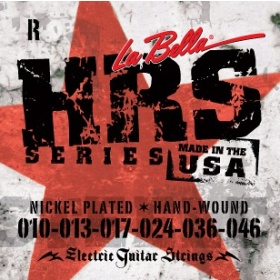 R
La Bella
HRS
SERIES
MADE IN THE
USA
NICKEL PLATED ✶ HAND-WOUND
010-013-017-024-036-046
Electric Guitar Strings